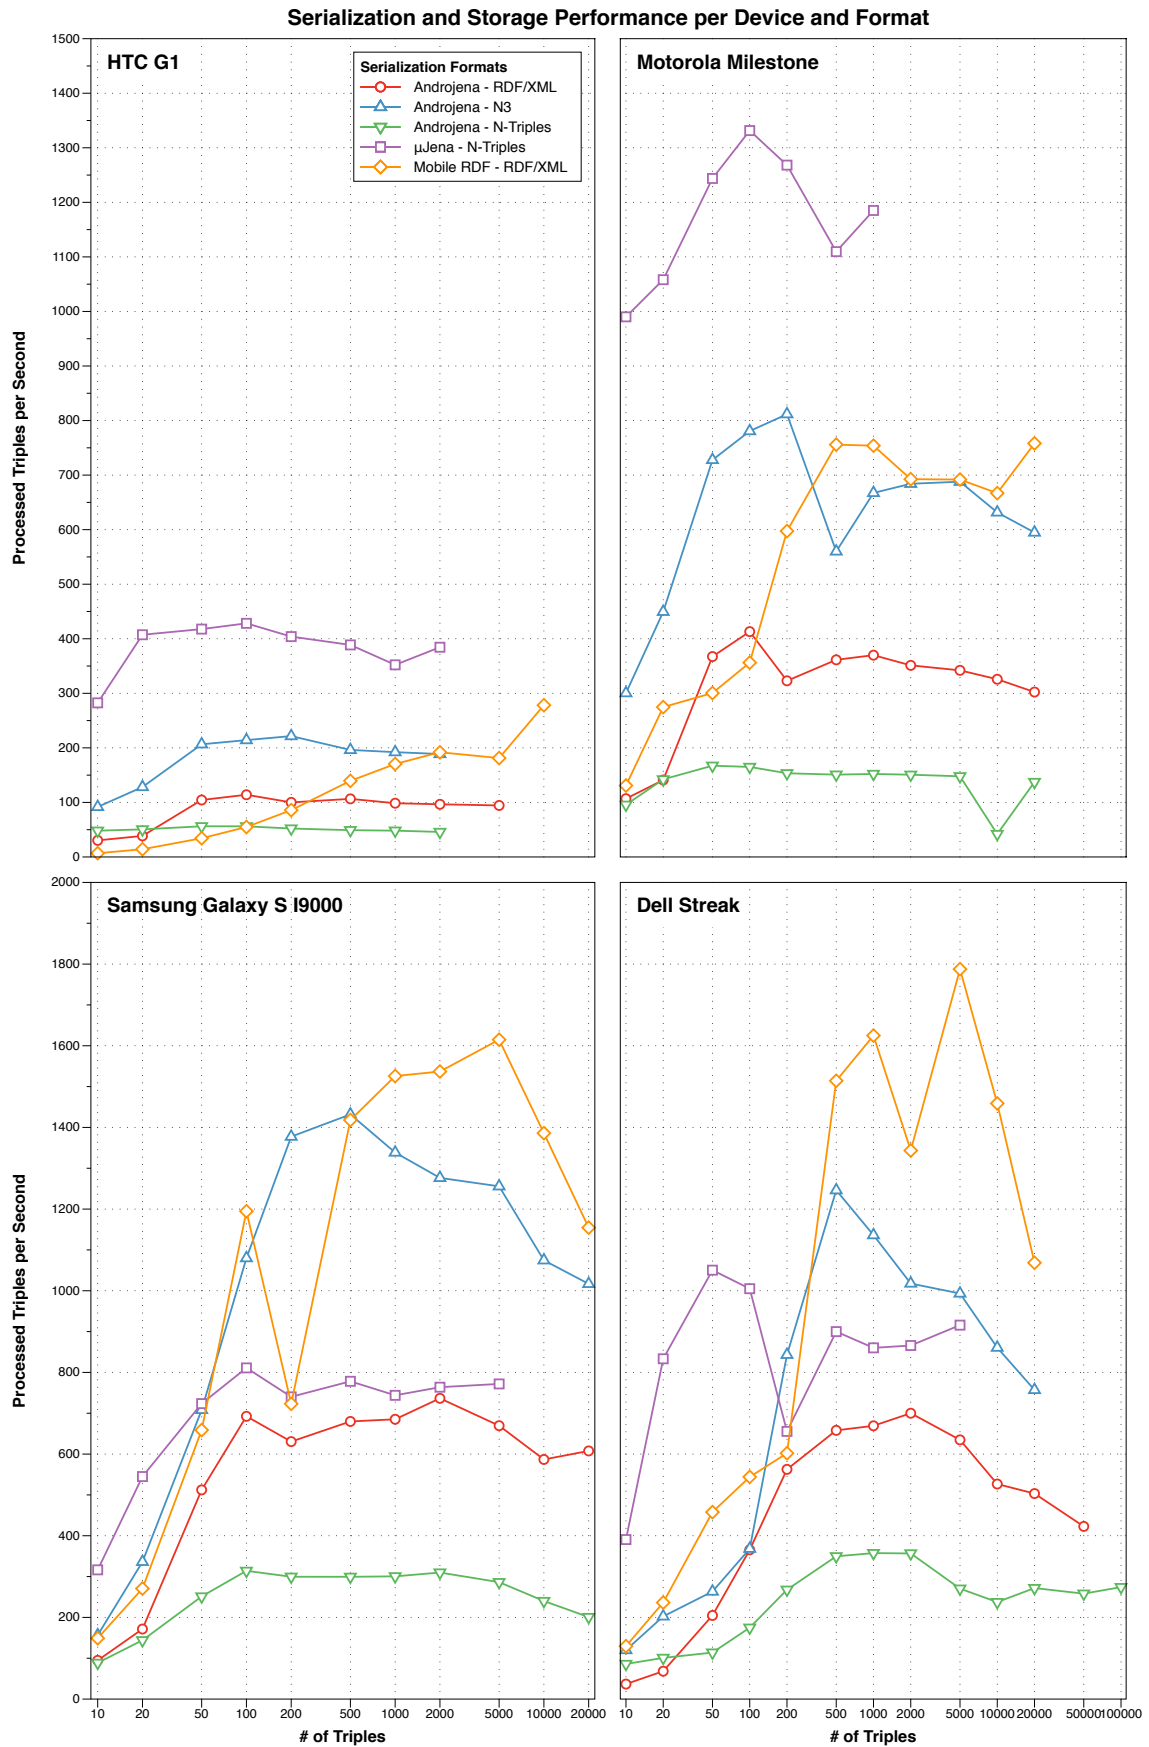 Serialization and Storage Performance per Device and Format
Processed Triples per Second
1500
1400
1300
1200
1100
1000
900
800
700
600
500
400
300
200
100
0
HTC G1
Serialization Formats
Androjena - RDF/XML
Androjena - N3
Androjena - N-Triples
µJena - N-Triples
Mobile RDF - RDF/XML
Motorola Milestone
Processed Triples per Second
2000
1800
1600
1400
1200
1000
800
600
400
200
0
Samsung Galaxy S I9000
10 20 50 100 200 500 1000 2000 5000 10000 20000
# of Triples
Dell Streak
10 20 50 100 200 500 1000 2000 5000 10000 20000 50000 100000
# of Triples